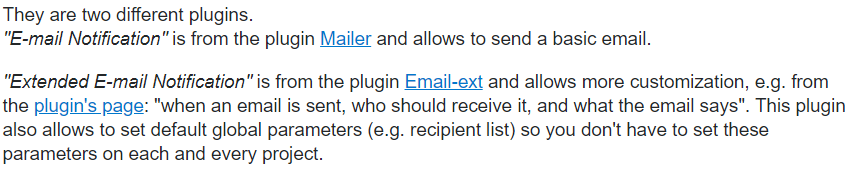 They are two different plugins.
"E-mail Notification" is from the plugin Mailer and allows to send a basic email.
"Extended E-mail Notification" is from the plugin Email-ext and allows more customization, e.g. from
the plugin's page: "when an email is sent, who should receive it, and what the email says". This plugin
also allows to set default global parameters (e.g. recipient list) so you don't have to set these
parameters on each and every project.